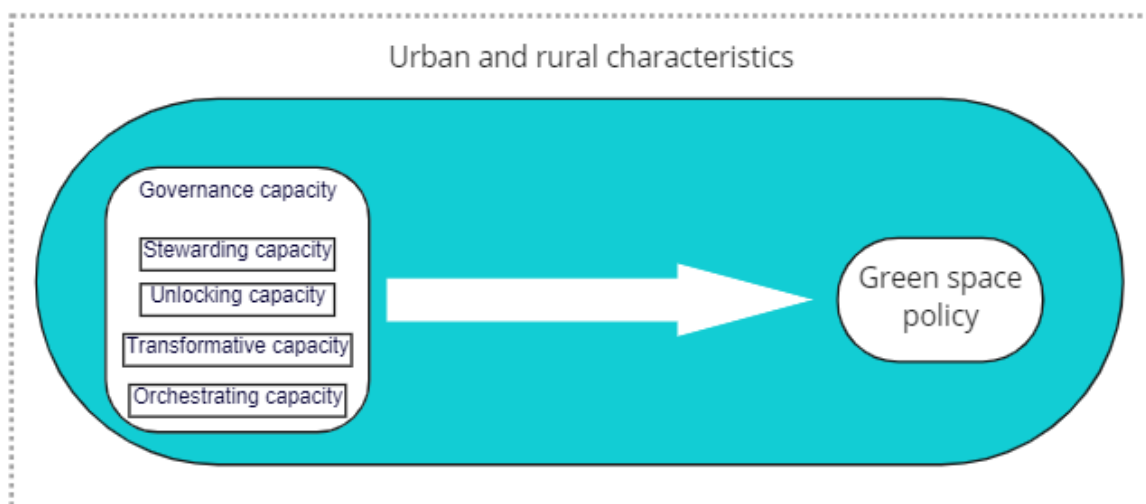 Urban and rural characteristics
Governance capacity
Stewarding capacity
Unlocking capacity
Transformative capacity
Orchestrating capacity
Green space
policy